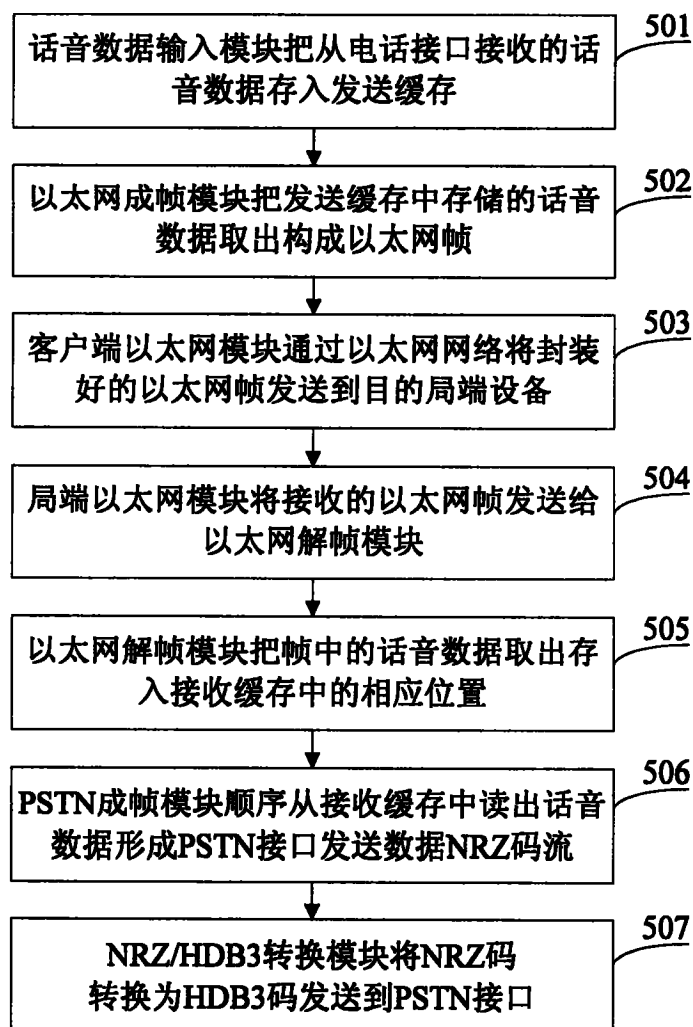 501
话音数据输入模块把从电话接口接收的话
音数据存入发送缓存
502
以太网成帧模块把发送缓存中存储的话音
数据取出构成以太网帧
503
客户端以太网模块通过以太网网络将封装
好的以太网帧发送到目的局端设备
504
局端以太网模块将接收的以太网帧发送给
以太网解帧模块
505
以太网解帧模块把帧中的话音数据取出存
入接收缓存中的相应位置
506
PSTN成帧模块顺序从接收缓存中读出话音
数据形成PSTN接口发送数据NRZ码流
507
NRZ/HDB3转换模块将NRZ码
转换为HDB3码发送到PSTN接口